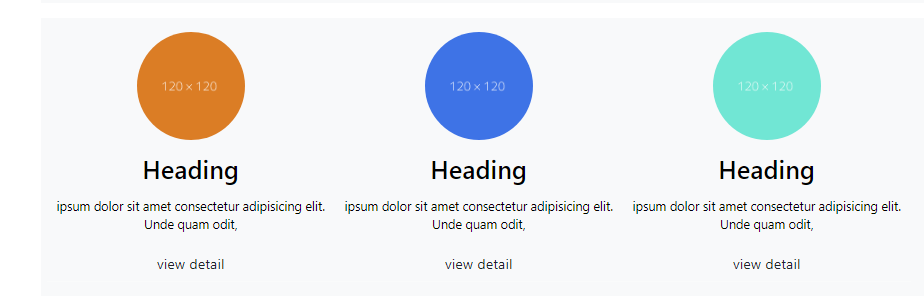 120 × 120
Heading
ipsum dolor sit amet consectetur adipisicing elit.
Unde quam odit,
view detail
120 × 120
Heading
ipsum dolor sit amet consectetur adipisicing elit.
Unde quam odit,
view detail
120 × 120
Heading
ipsum dolor sit amet consectetur adipisicing elit.
Unde quam odit,
view detail